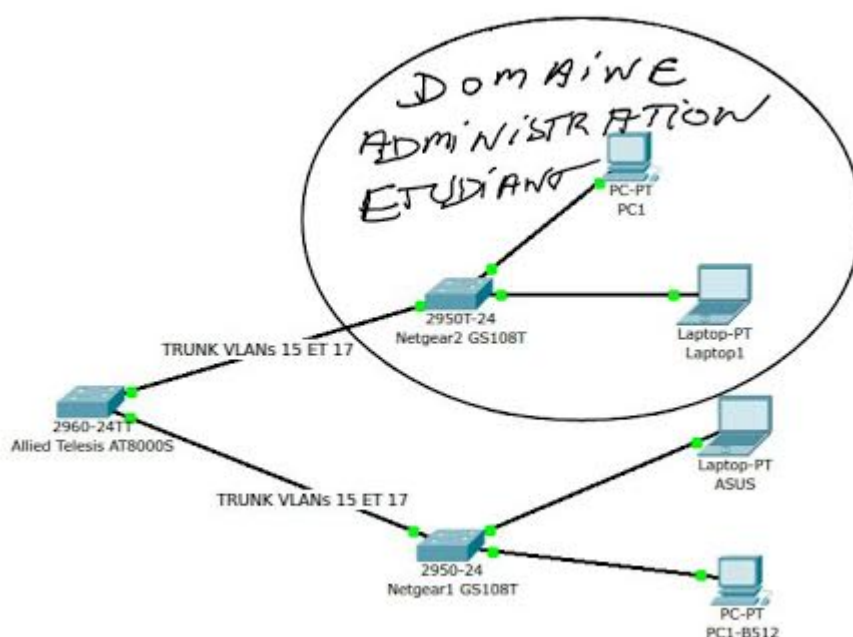 DOMAINE
ADMINISTRATION
ETUDIANT
PC-PT
PC1
2950T-24
Netgear2 GS108T
Laptop-PT
Laptop1
TRUNK VLANs 15 ET 17
2960-24TT
Allied Telesis AT8000S
Laptop-PT
ASUS
TRUNK VLANs 15 ET 17
2950-24
Netgear1 GS108T
PC-PT
PC1-B512